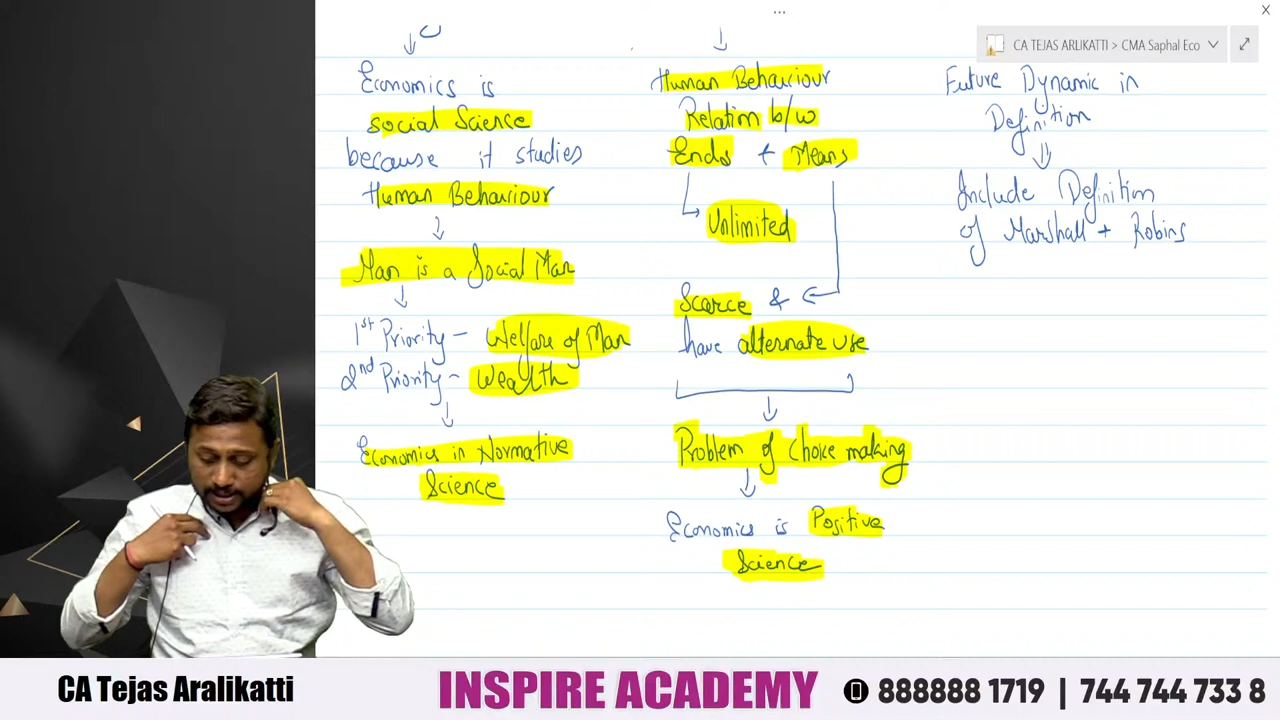 CA TEJAS ARLIKATTI > CMA Saphal Eco
Economics is
social Science
because it studies
Human Behaviour
Man is a Social Man
1st Priority - Welfare of Man
2nd Priority - Wealth
Economics in Normative
Science
Human Behaviour
Relation b/w
Ends + Means
Unlimited
Scarce &
have alternate use
Problem of choice making
Economics is Positive
Science
Future Dynamic in
Definition
Include Definition
of Marshall + Robins
CA Tejas Aralikatti
INSPIRE ACADEMY
888888 1719 | 744 744 733 8